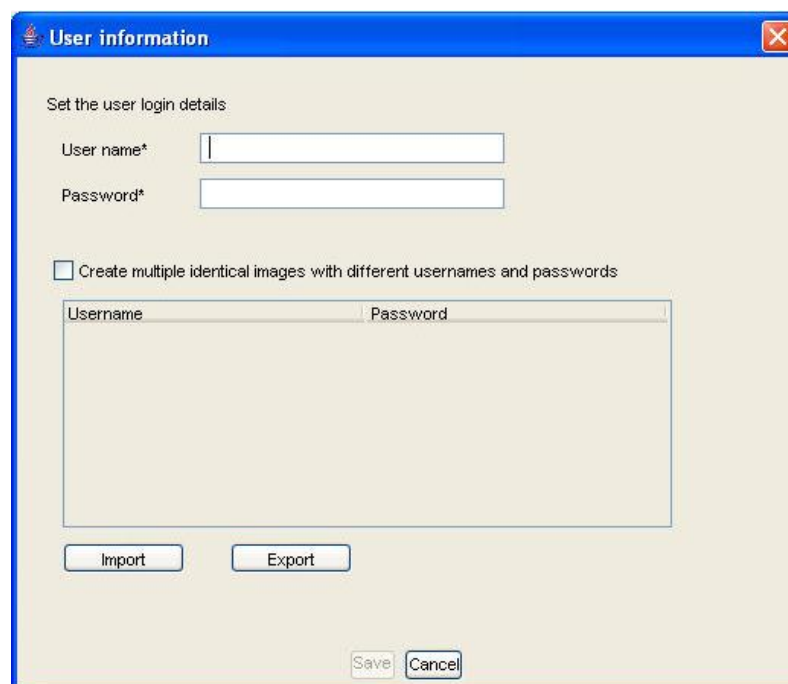 User information
Set the user login details
User name*
Password*
Create multiple identical images with different usernames and passwords
Username Password
Import Export
Save Cancel